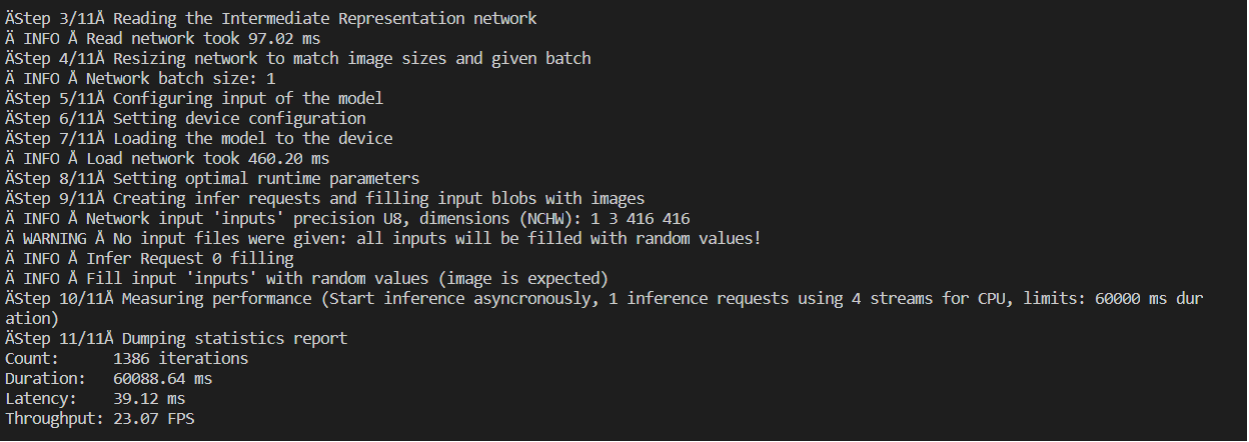 ÄStep 3/11Å Reading the Intermediate Representation network
Ä INFO Å Read network took 97.02 ms
ÄStep 4/11Å Resizing network to match image sizes and given batch
Ä INFO Å Network batch size: 1
ÄStep 5/11Å Configuring input of the model
ÄStep 6/11Å Setting device configuration
ÄStep 7/11Å Loading the model to the device
Ä INFO Å Load network took 460.20 ms
ÄStep 8/11Å Setting optimal runtime parameters
ÄStep 9/11Å Creating infer requests and filling input blobs with images
Ä INFO Å Network input 'inputs' precision U8, dimensions (NCHW): 1 3 416 416
Ä WARNING Å No input files were given: all inputs will be filled with random values!
Ä INFO Å Infer Request 0 filling
Ä INFO Å Fill input 'inputs' with random values (image is expected)
ÄStep 10/11Å Measuring performance (Start inference asyncronously, 1 inference requests using 4 streams for CPU, limits: 60000 ms dur
ation)
ÄStep 11/11Å Dumping statistics report
Count:      1386 iterations
Duration:   60088.64 ms
Latency:    39.12 ms
Throughput: 23.07 FPS